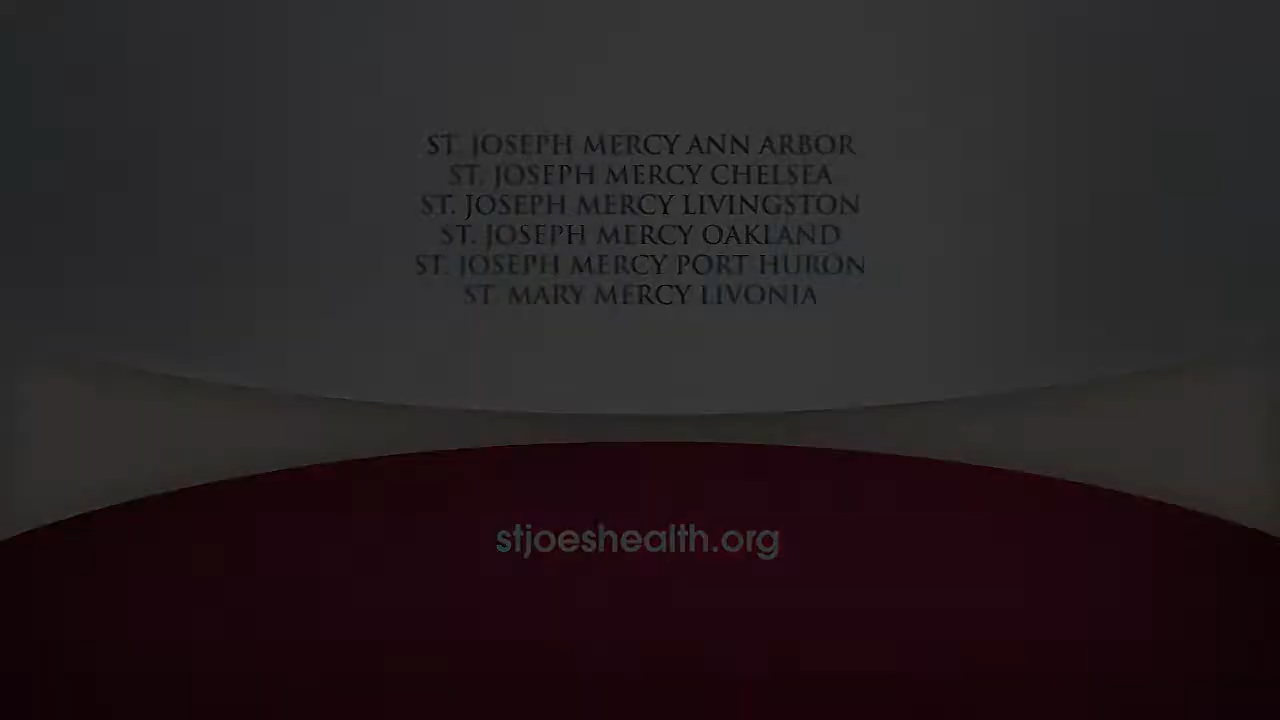 ST. JOSEPH MERCY ANN ARBOR
ST. JOSEPH MERCY CHELSEA
ST. JOSEPH MERCY LIVINGSTON
ST. JOSEPH MERCY OAKLAND
ST. JOSEPH MERCY PORT HURON
ST. MARY MERCY LIVONIA
stjoeshealth.org